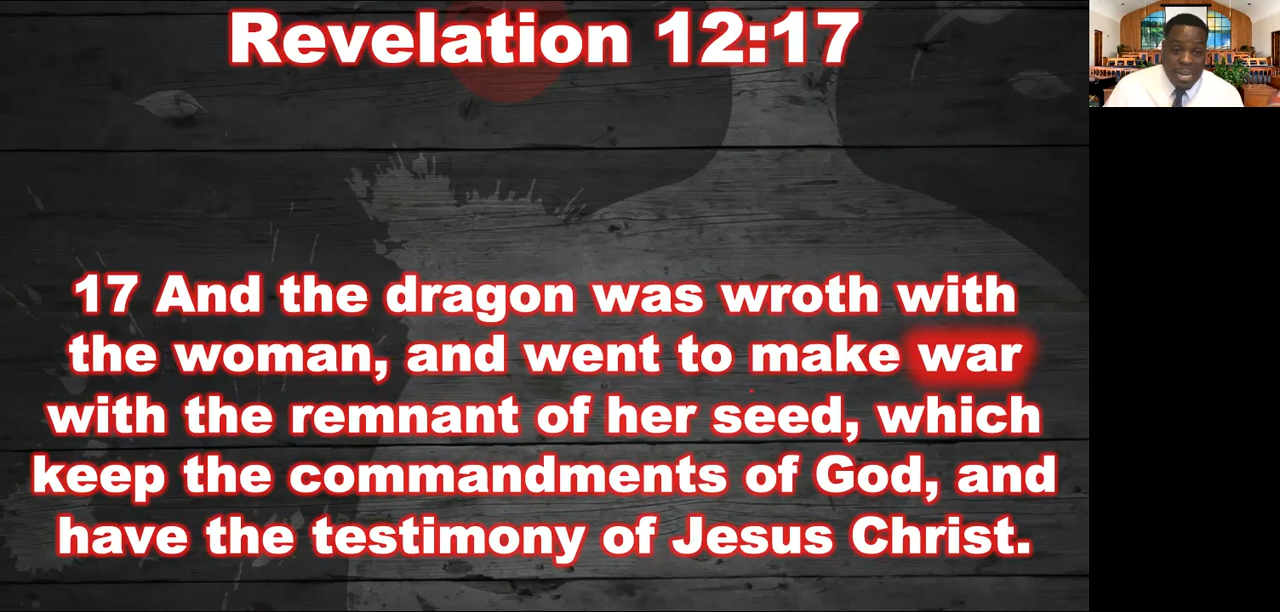 Revelation 12:17
17 And the dragon was wroth with
the woman, and went to make war
with the remnant of her seed, which
keep the commandments of God, and
have the testimony of Jesus Christ.